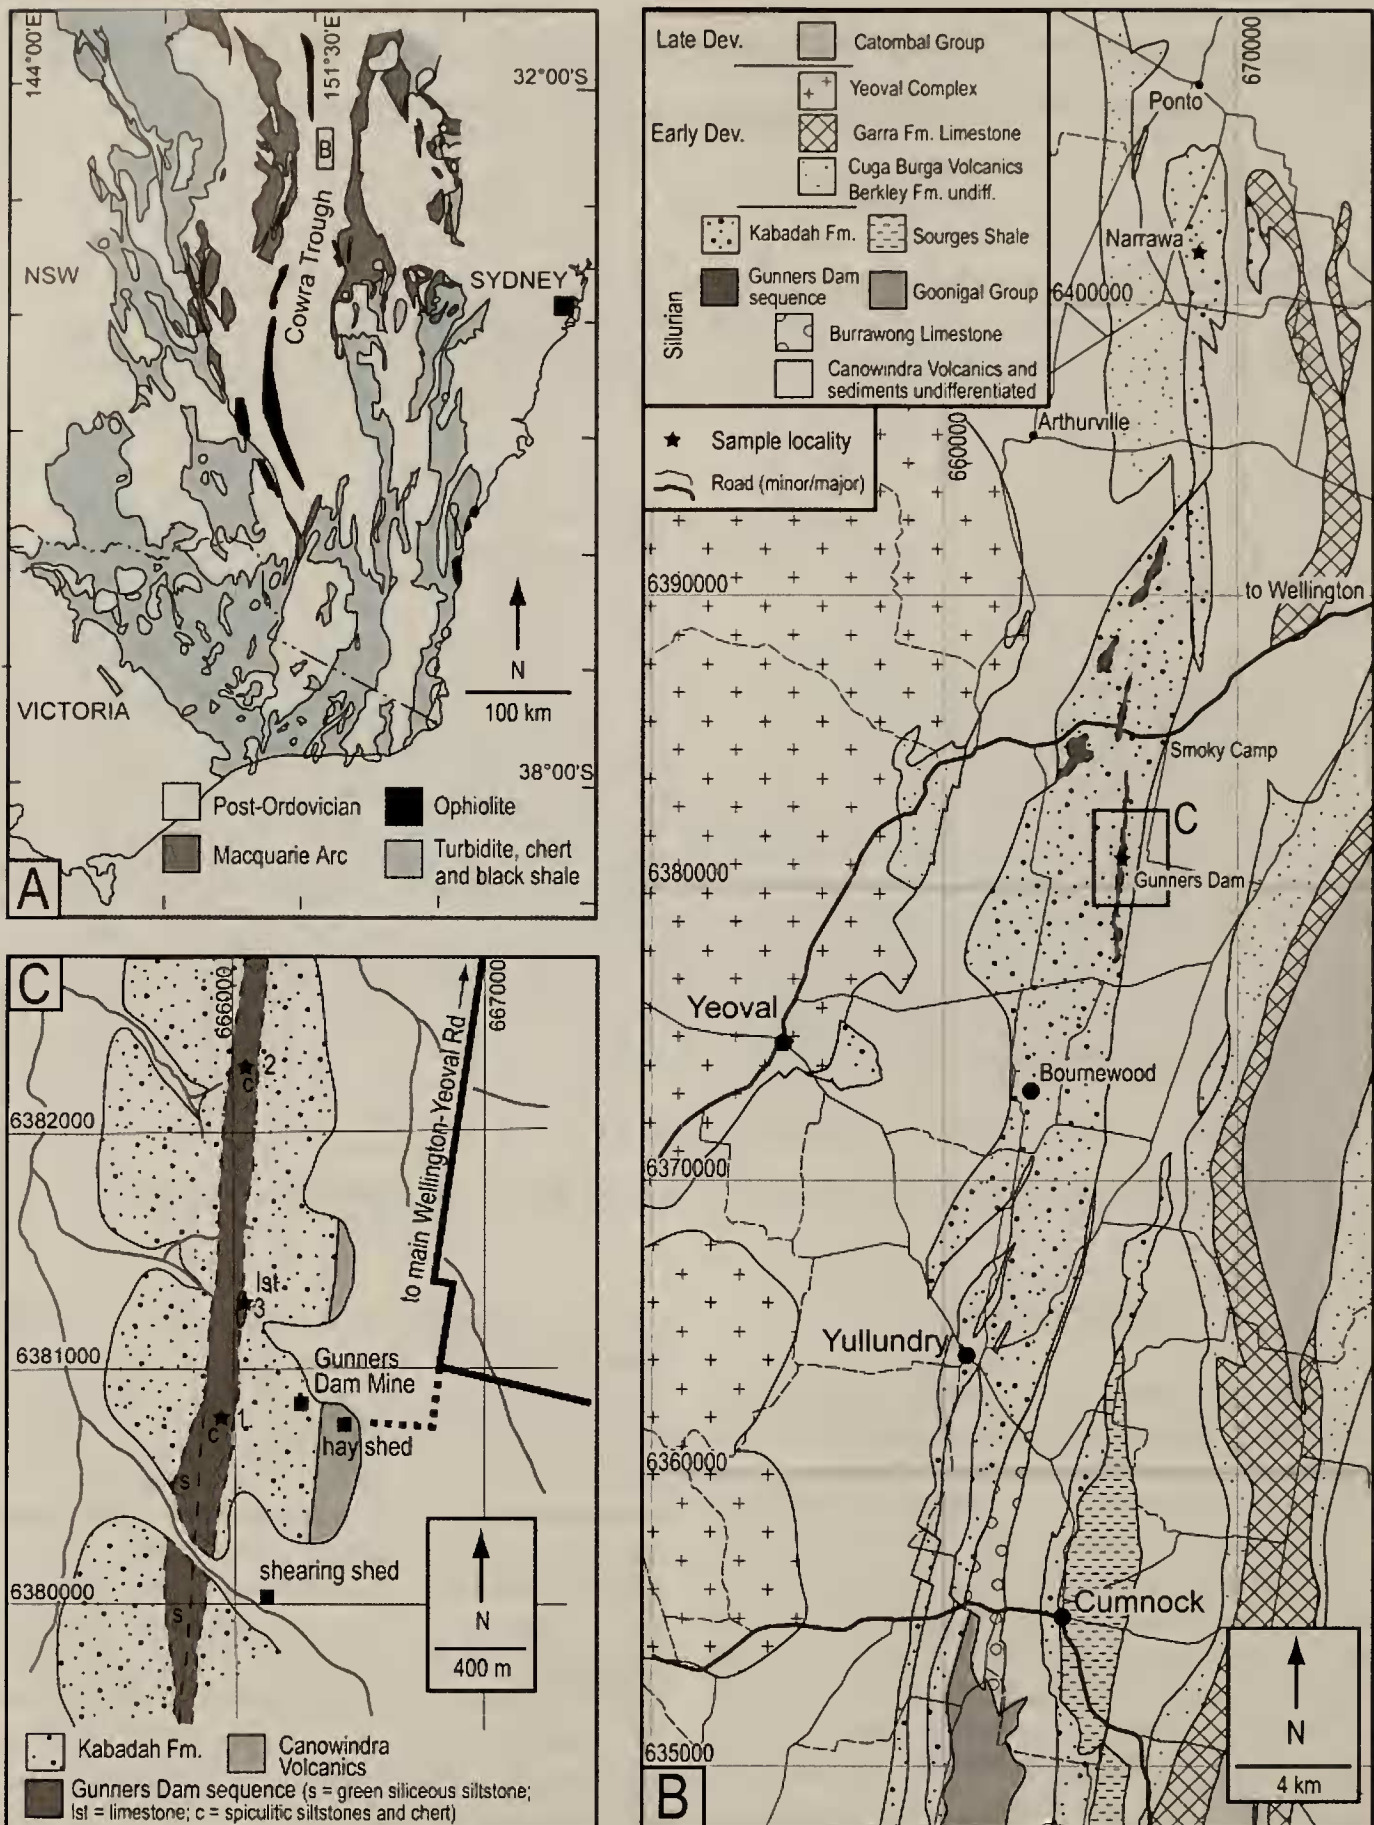 144°00'E
151°30'E
32°00'S
B
Cowra Trough
NSW
SYDNEY
N
100 km
VICTORIA
38°00'S
Post-Ordovician
Ophiolite
Macquarie Arc
Turbidite, chert
and black shale
A
Late Dev.
Catombal Group
Yeoval Complex
Early Dev.
Garra Fm. Limestone
Cuga Burga Volcanics
Berkley Fm. undiff.
Kabadah Fm.
Sourges Shale
Gunners Dam
sequence
Goonigal Group
Silurian
Burrawong Limestone
Canowindra Volcanics and
sediments undifferentiated
Sample locality
Road (minor/major)
670000
Ponto
Narrawa
6400000
660000
Arthurville
6390000
to Wellington
Smoky Camp
C
6380000
Gunners Dam
Yeoval
Bournewood
6370000
Yullundry
6360000
Cumnock
635000
N
4 km
B
C
666000
667000
2
c
6382000
to main Wellington-Yeoval Rd
lst
3
6381000
Gunners
Dam Mine
1
c
hay shed
s
shearing shed
6380000
s
N
400 m
Kabadah Fm.
Canowindra
Volcanics
Gunners Dam sequence (s = green siliceous siltstone;
lst = limestone; c = spiculitic siltstones and chert)